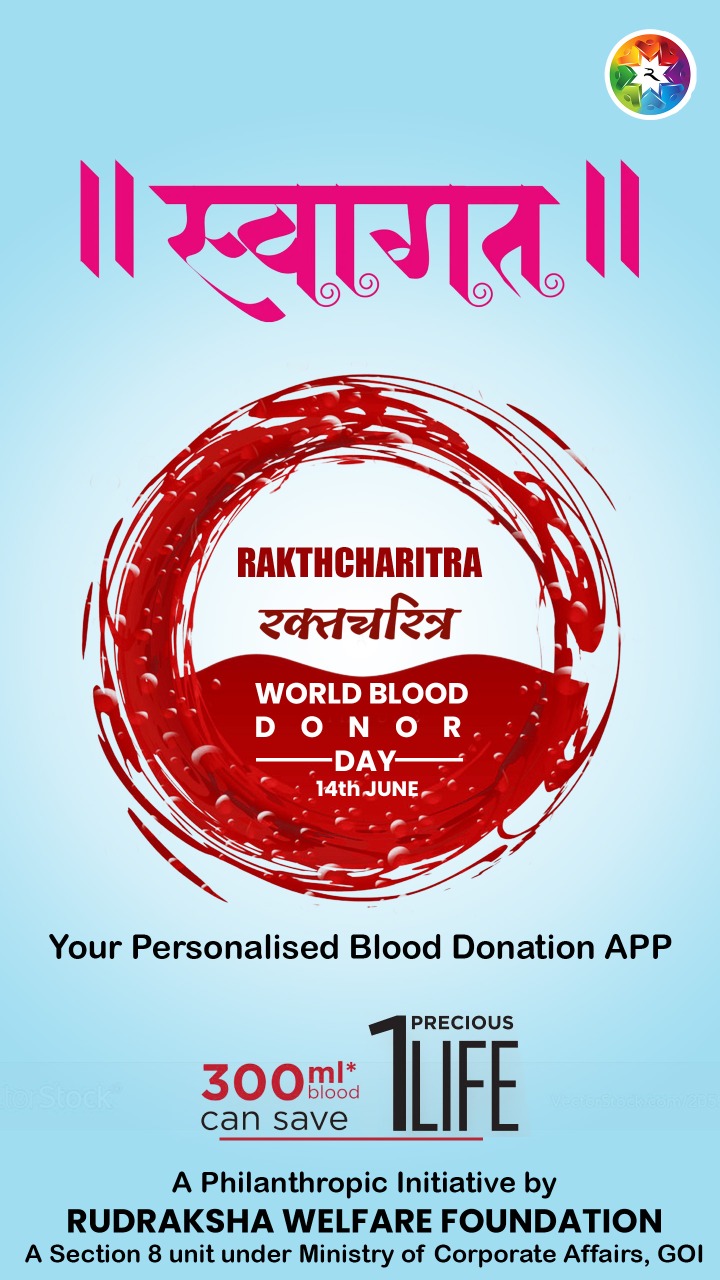 || स्वागत ||
RAKTHCHARITRA
रक्तचरित्र
WORLD BLOOD
DONOR
DAY
14th JUNE
Your Personalised Blood Donation APP
300ml* blood
can save
1 PRECIOUS
LIFE
A Philanthropic Initiative by
RUDRAKSHA WELFARE FOUNDATION
A Section 8 unit under Ministry of Corporate Affairs, GOI